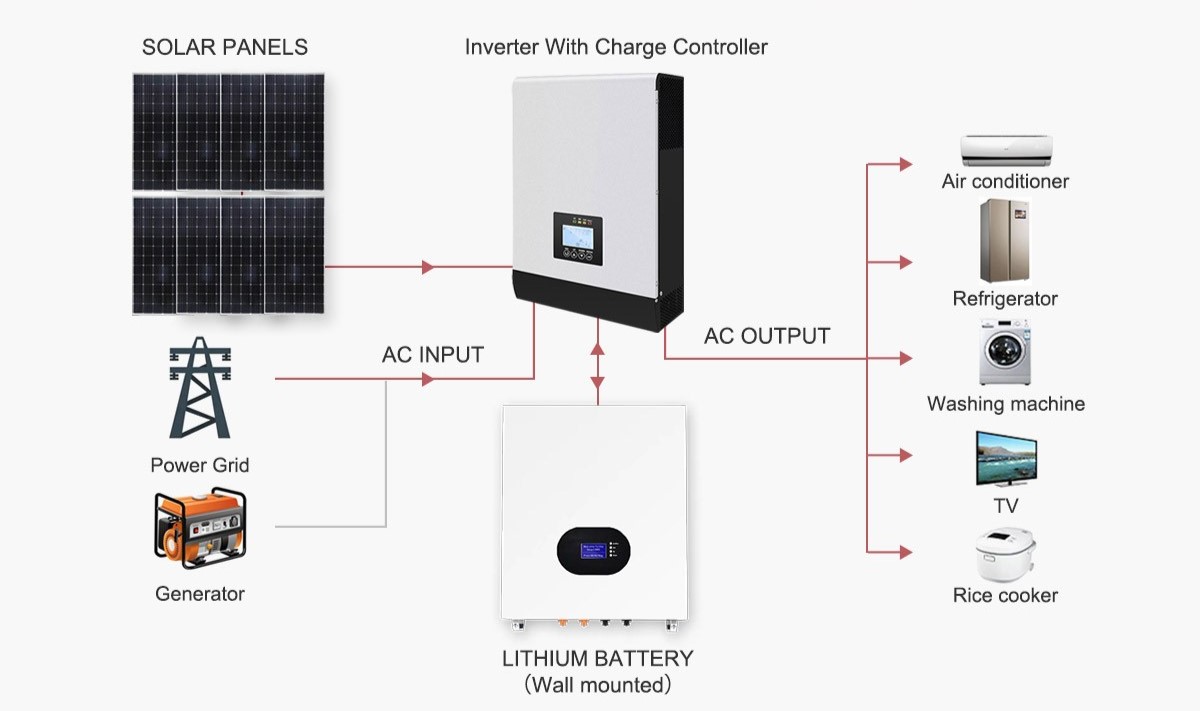 SOLAR PANELS
Inverter With Charge Controller
Air conditioner
Refrigerator
AC OUTPUT
AC INPUT
Washing machine
Power Grid
TV
Generator
Rice cooker
LITHIUM BATTERY
（Wall mounted）